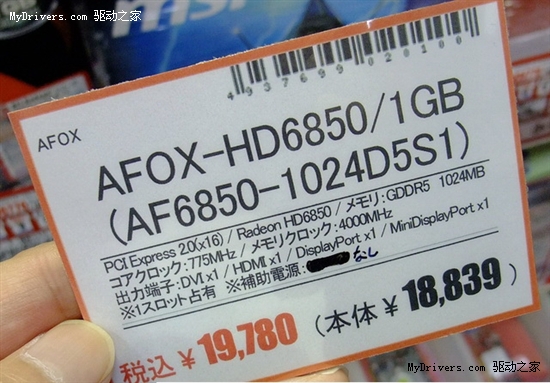 MyDrivers.com 驱动之家
4937699020100
AFOX
AFOX-HD6850/1GB
(AF6850-1024D5S1)
PCI Express 2.0(x16) / Radeon HD6850 / メモリ:GDDR5 1024MB
コアクロック:775MHz / メモリクロック:4000MHz
出力端子:DVI x1 / HDMI x1 / DisplayPort x1 / MiniDisplayPort x1
※1スロット占有 ※補助電源: なし
税込¥19,780 (本体¥18,839)
MyDrivers.com 驱动之家